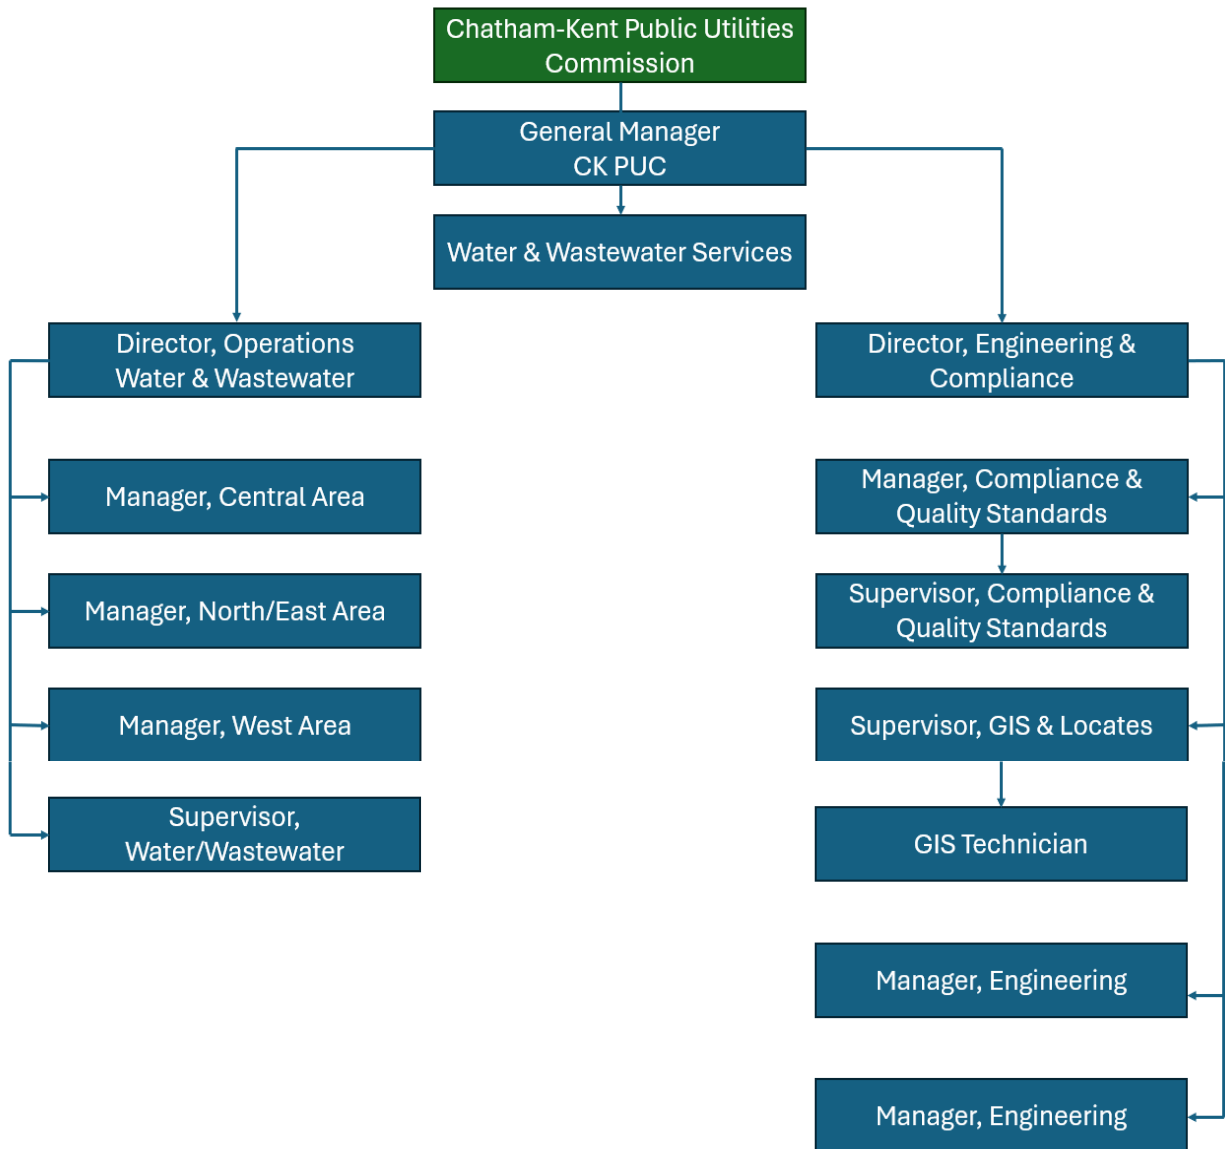 Chatham-Kent Public Utilities
Commission
General Manager
CK PUC
Water & Wastewater Services
Director, Operations
Water & Wastewater
Manager, Central Area
Manager, North/East Area
Manager, West Area
Supervisor,
Water/Wastewater
Director, Engineering &
Compliance
Manager, Compliance &
Quality Standards
Supervisor, Compliance &
Quality Standards
Supervisor, GIS & Locates
GIS Technician
Manager, Engineering
Manager, Engineering